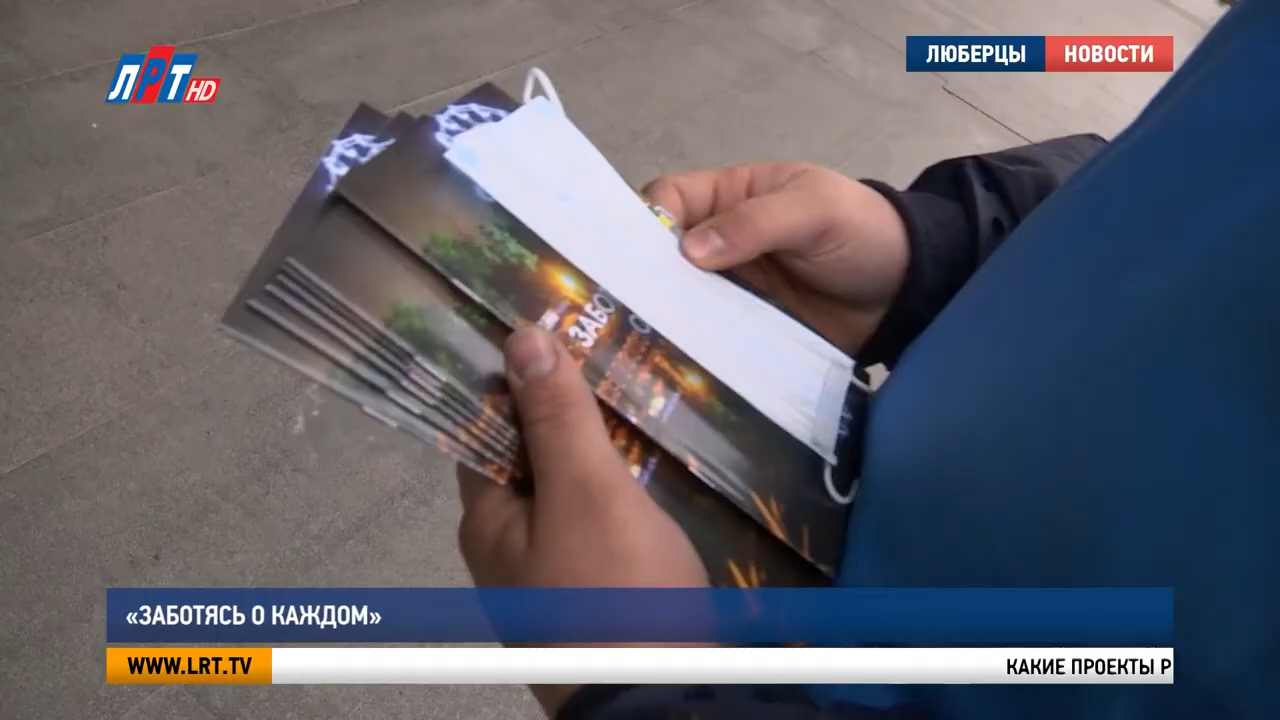 ЛРТ HD
ЛЮБЕРЦЫ НОВОСТИ
«ЗАБОТЯСЬ О КАЖДОМ»
WWW.LRT.TV КАКИЕ ПРОЕКТЫ Р